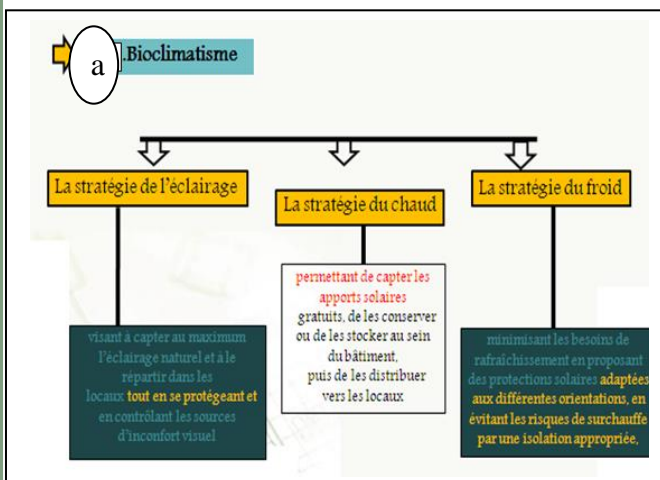 a .Bioclimatisme
La stratégie de l'éclairage
La stratégie du chaud
La stratégie du froid
visant à capter au maximum
l'éclairage naturel et à le
répartir dans les
locaux tout en se protégeant et
en contrôlant les sources
d'inconfort visuel
permettant de capter les
apports solaires
gratuits, de les conserver
ou de les stocker au sein
du bâtiment,
puis de les distribuer
vers les locaux
minimisant les besoins de
rafraîchissement en proposant
des protections solaires adaptées
aux différentes orientations, en
évitant les risques de surchauffe
par une isolation appropriée,